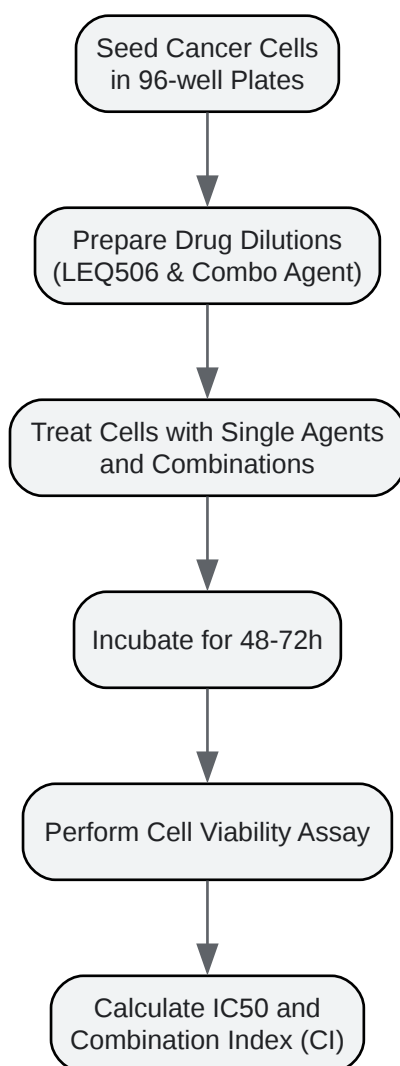 Seed Cancer Cells
in 96-well Plates
Prepare Drug Dilutions
(LEQ506 & Combo Agent)
Treat Cells with Single Agents
and Combinations
Incubate for 48-72h
Perform Cell Viability Assay
Calculate IC50 and
Combination Index (CI)